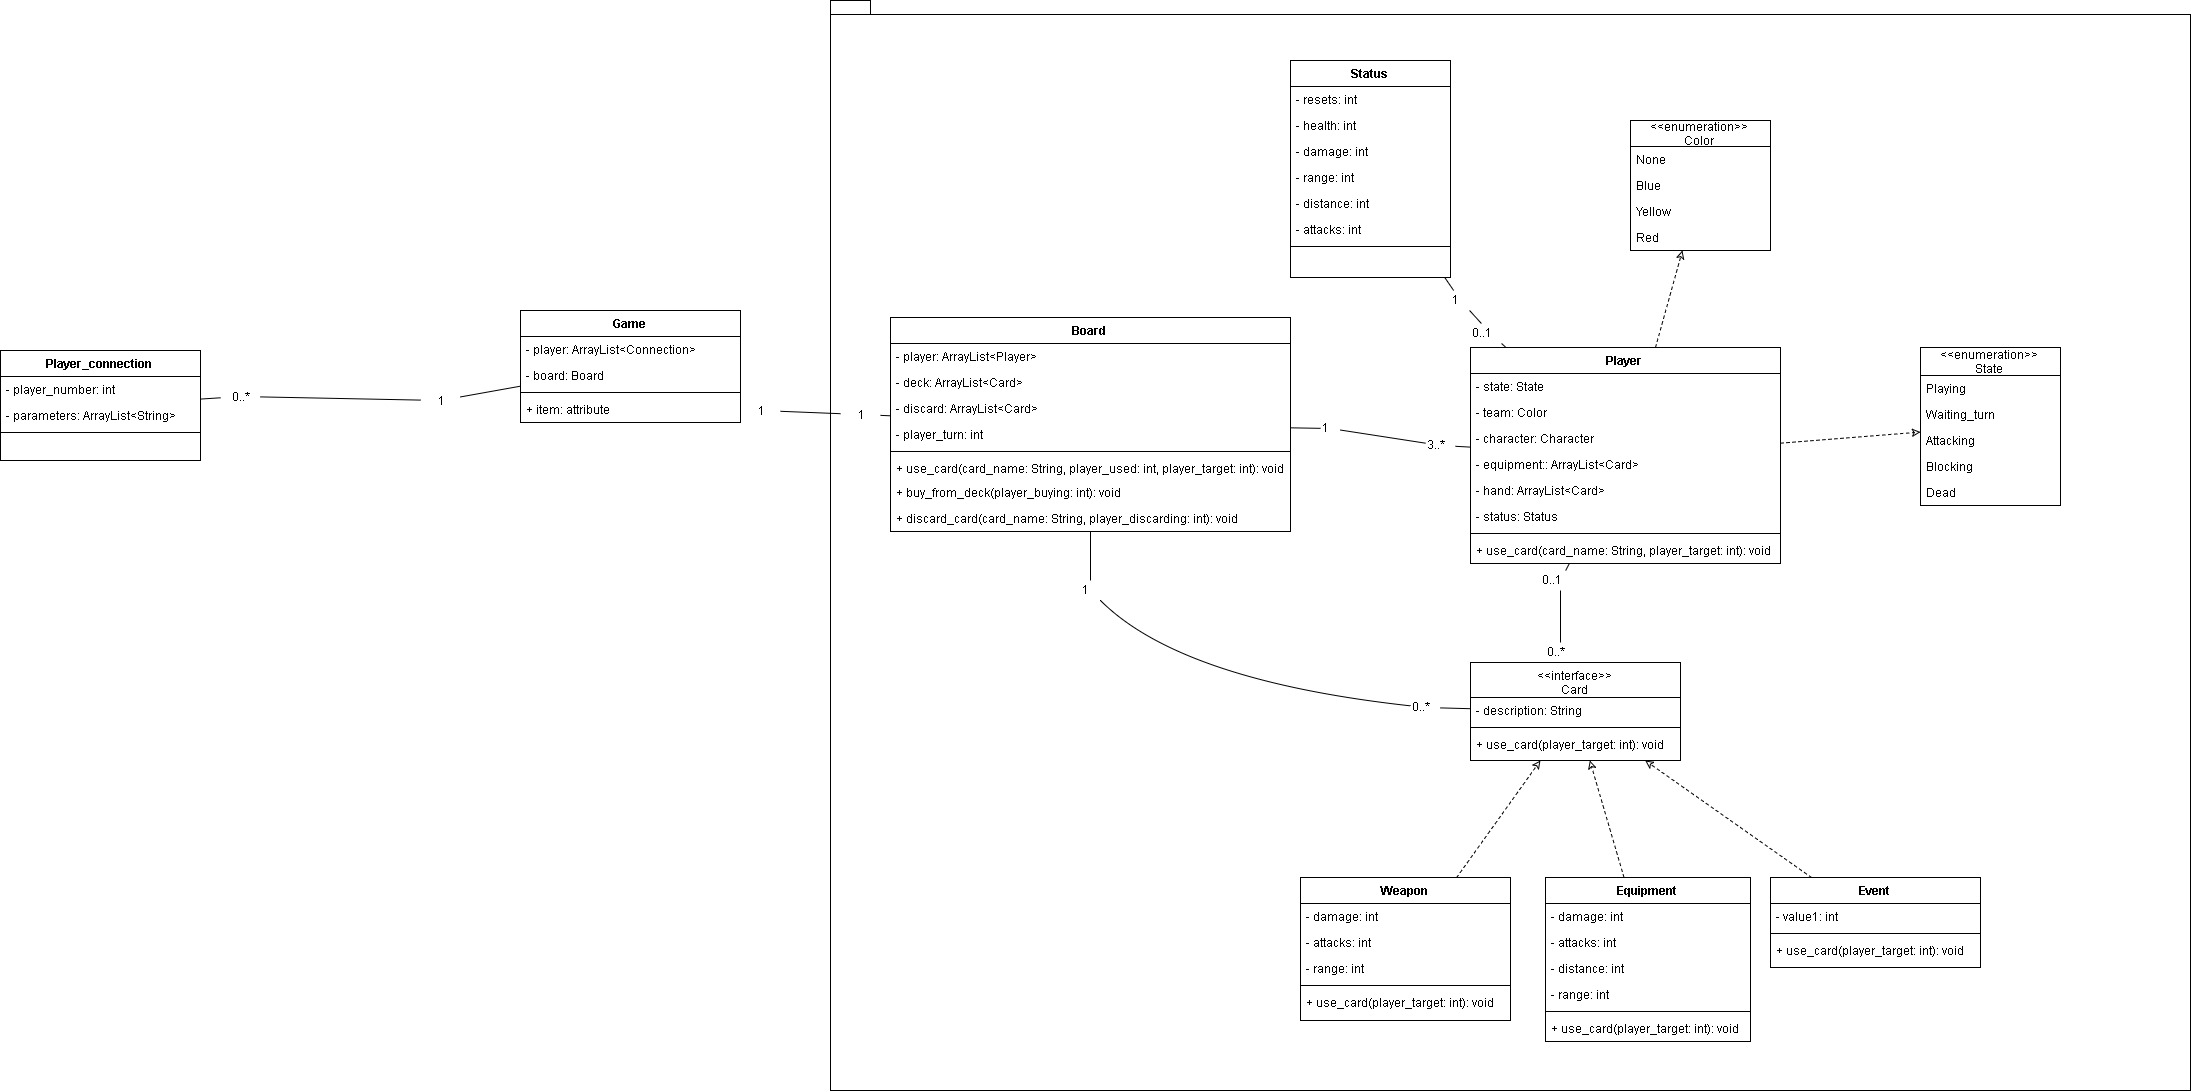 Status
- resets: int
- health: int
- damage: int
- range: int
- distance: int
- attacks: int
<<enumeration>>
Color
None
Blue
Yellow
Red
Player_connection
- player_number: int
- parameters: ArrayList<String>
0..*
1
Game
- player: ArrayList<Connection>
- board: Board
+ item: attribute
1
1
Board
- player: ArrayList<Player>
- deck: ArrayList<Card>
- discard: ArrayList<Card>
- player_turn: int
+ use_card(card_name: String, player_used: int, player_target: int): void
+ buy_from_deck(player_buying: int): void
+ discard_card(card_name: String, player_discarding: int): void
1
0..1
1
3..*
Player
- state: State
- team: Color
- character: Character
- equipment:: ArrayList<Card>
- hand: ArrayList<Card>
- status: Status
+ use_card(card_name: String, player_target: int): void
<<enumeration>>
State
Playing
Waiting_turn
Attacking
Blocking
Dead
1
0..*
0..1
0..*
<<interface>>
Card
- description: String
+ use_card(player_target: int): void
Weapon
- damage: int
- attacks: int
- range: int
+ use_card(player_target: int): void
Equipment
- damage: int
- attacks: int
- distance: int
- range: int
+ use_card(player_target: int): void
Event
- value1: int
+ use_card(player_target: int): void